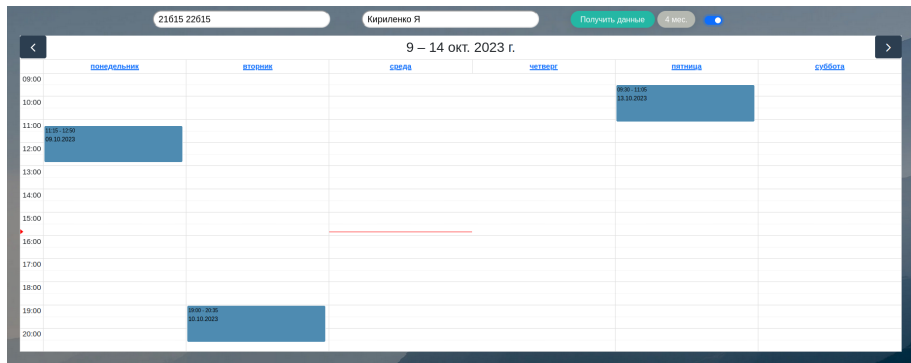 21б15 22б15 Кириленко Я Получить данные 4 мес.
9 – 14 окт. 2023 г.
понедельник вторник среда четверг пятница суббота
09:00
09:30 - 11:05
13.10.2023
10:00
11:00
11:15 - 12:50
09.10.2023
12:00
13:00
14:00
15:00
16:00
17:00
18:00
19:00
19:00 - 20:35
10.10.2023
20:00